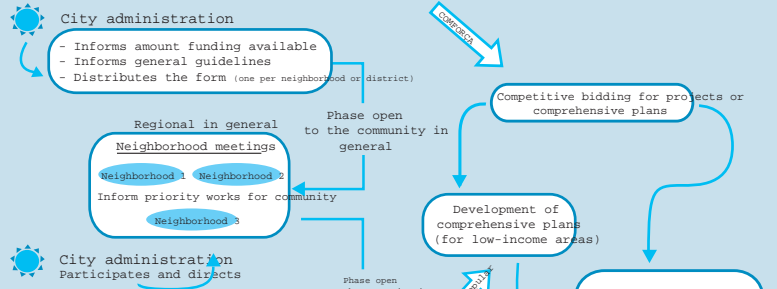 City administration
- Informs amount funding available
- Informs general guidelines
- Distributes the form (one per neighborhood or district)
Phase open
to the community in
general
Regional in general
Neighborhood meetings
Neighborhood 1
Neighborhood 2
Inform priority works for community
Neighborhood 3
City administration
Participates and directs
Phase open
COMFORÇA
Competitive bidding for projects or
comprehensive plans
Development of
comprehensive plans
(for low-income areas)